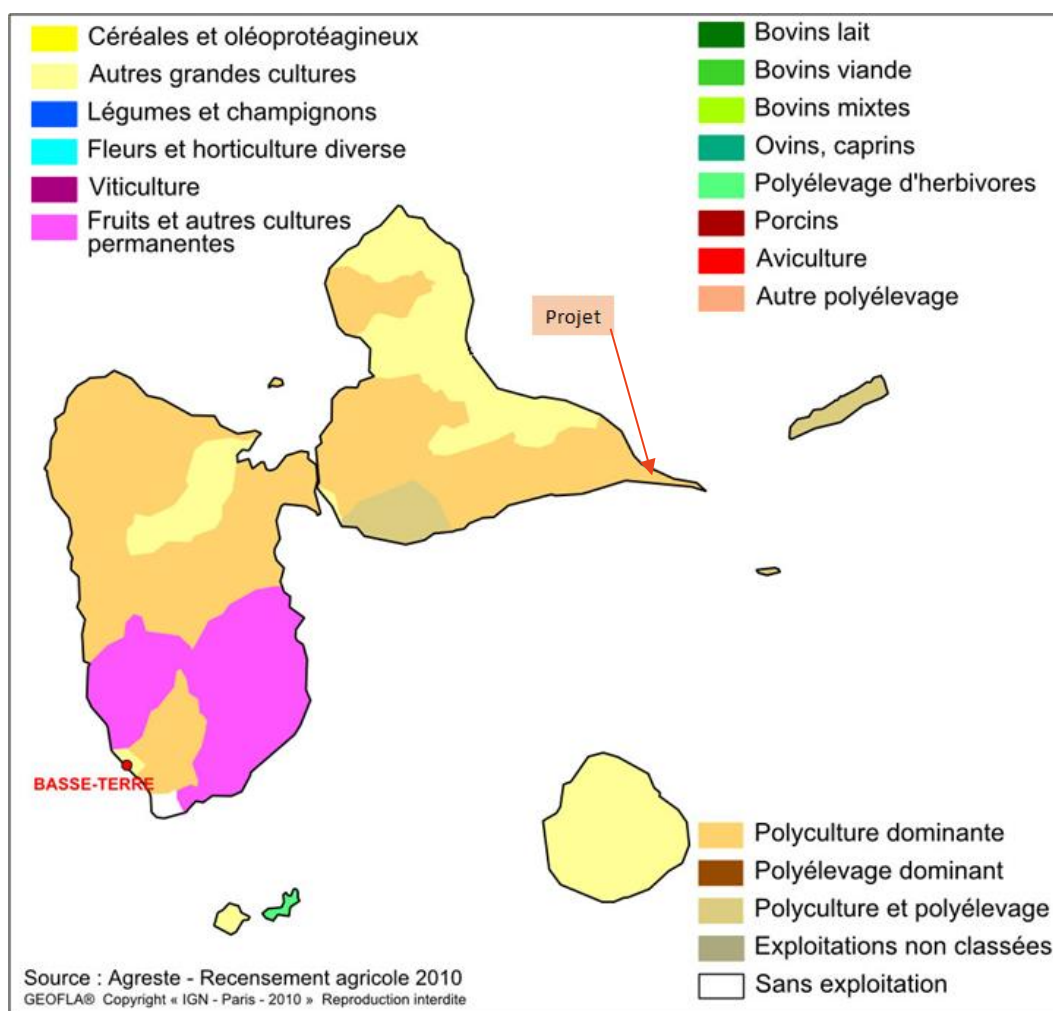 Céréales et oléoprotéagineux
Autres grandes cultures
Légumes et champignons
Fleurs et horticulture diverse
Viticulture
Fruits et autres cultures
permanentes
Bovins lait
Bovins viande
Bovins mixtes
Ovins, caprins
Polyélevage d'herbivores
Porcins
Aviculture
Autre polyélevage
Projet
BASSE-TERRE
Polyculture dominante
Polyélevage dominant
Polyculture et polyélevage
Exploitations non classées
Sans exploitation
Source : Agreste - Recensement agricole 2010
GEOFLA® Copyright « IGN - Paris - 2010 » Reproduction interdite